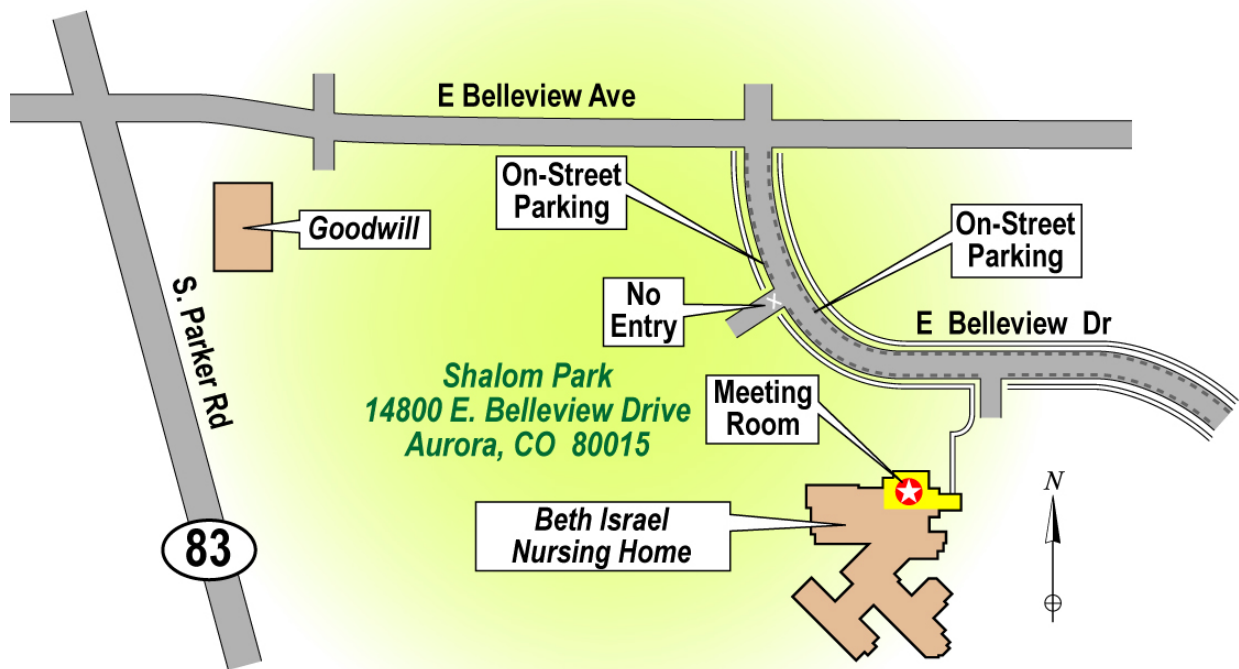 E Belleview Ave
On-Street
Parking
On-Street
Parking
Goodwill
No
Entry
E Belleview Dr
S. Parker Rd
Shalom Park
14800 E. Belleview Drive
Aurora, CO 80015
Meeting
Room
N
Beth Israel
Nursing Home
83